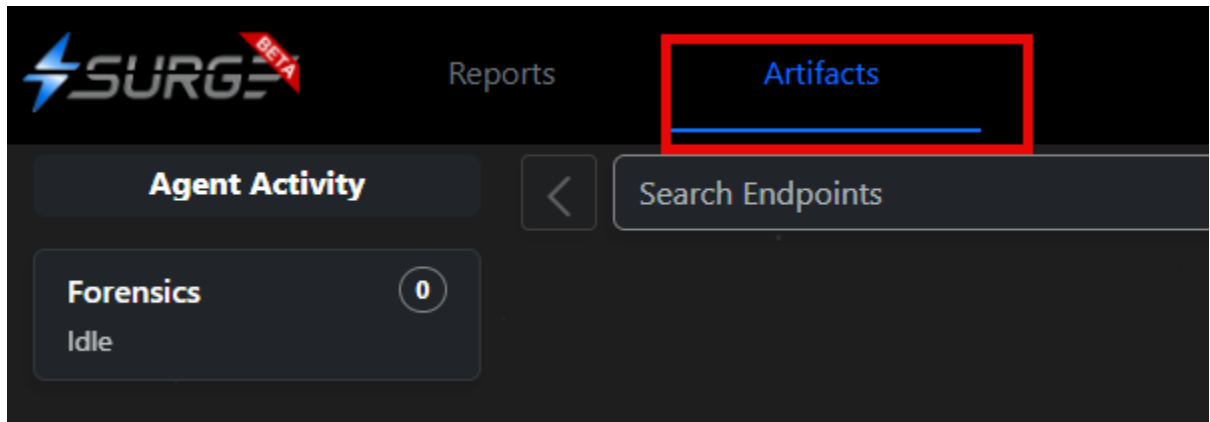 SURGE BETA
Reports
Artifacts
Agent Activity
Search Endpoints
Forensics
0
Idle